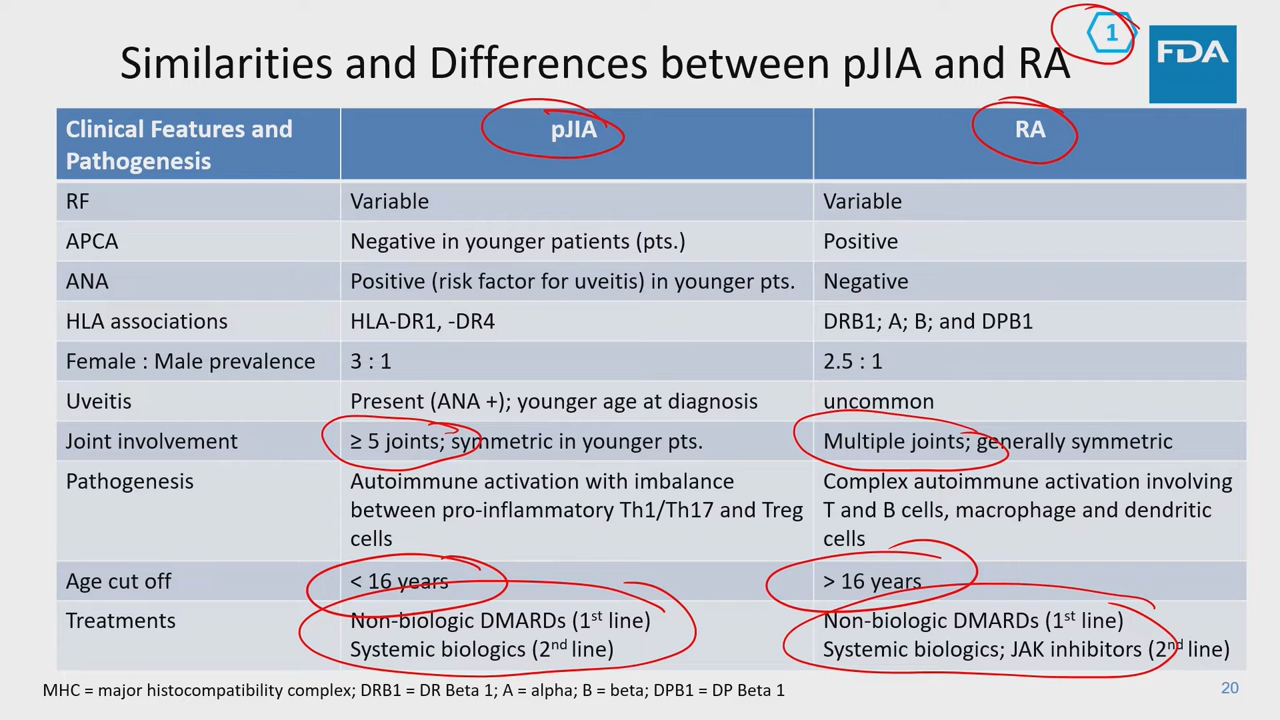 Similarities and Differences between pJIA and RA
1
FDA
Clinical Features and
Pathogenesis
pJIA
RA
RF
Variable
Variable
APCA
Negative in younger patients (pts.)
Positive
ANA
Positive (risk factor for uveitis) in younger pts.
Negative
HLA associations
HLA-DR1, -DR4
DRB1; A; B; and DPB1
Female : Male prevalence
3 : 1
2.5 : 1
Uveitis
Present (ANA +); younger age at diagnosis
uncommon
Joint involvement
≥ 5 joints; symmetric in younger pts.
Multiple joints; generally symmetric
Pathogenesis
Autoimmune activation with imbalance
between pro-inflammatory Th1/Th17 and Treg
cells
Complex autoimmune activation involving
T and B cells, macrophage and dendritic
cells
Age cut off
< 16 years
> 16 years
Treatments
Non-biologic DMARDs (1st line)
Systemic biologics (2nd line)
Non-biologic DMARDs (1st line)
Systemic biologics; JAK inhibitors (2nd line)
MHC = major histocompatibility complex; DRB1 = DR Beta 1; A = alpha; B = beta; DPB1 = DP Beta 1
20